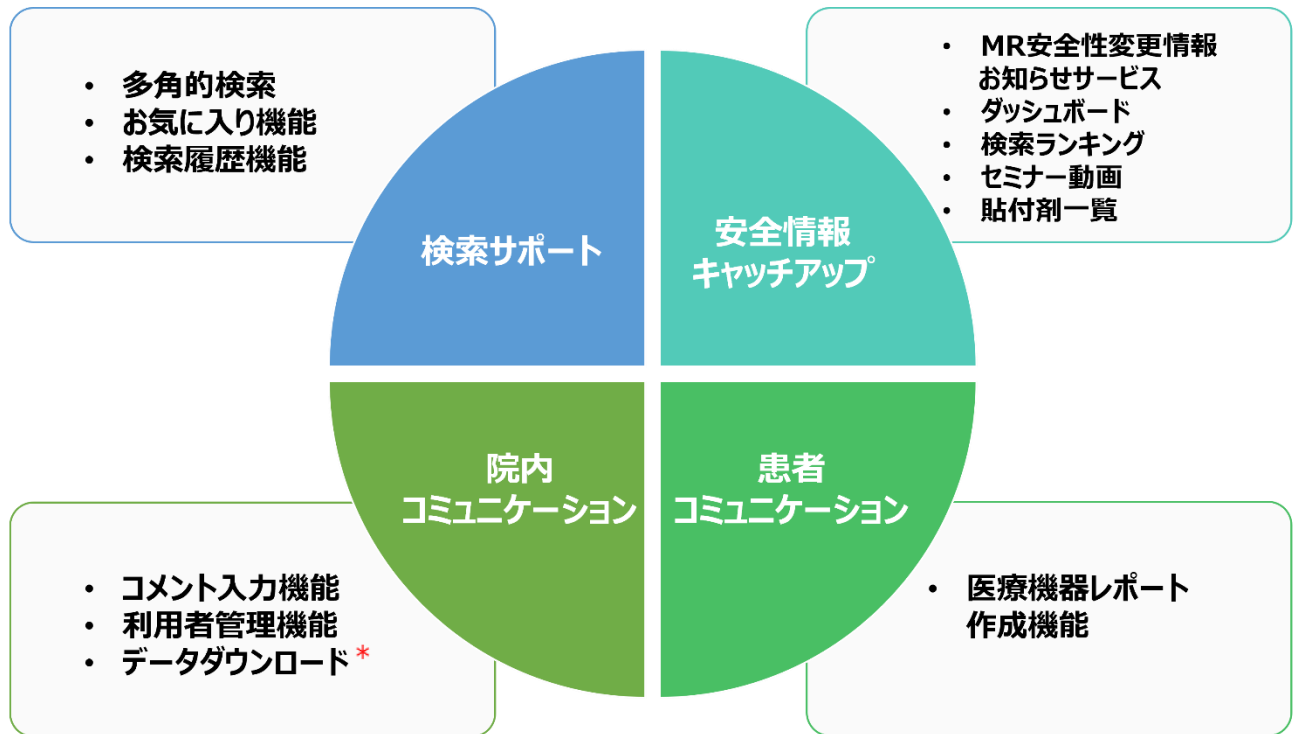 • 多角的検索
• お気に入り機能
• 検索履歴機能
• MR安全性変更情報
お知らせサービス
• ダッシュボード
• 検索ランキング
• セミナー動画
• 貼付剤一覧
検索サポート
安全情報
キャッチアップ
院内
コミュニケーション
患者
コミュニケーション
• コメント入力機能
• 利用者管理機能
• データダウンロード*
• 医療機器レポート
作成機能